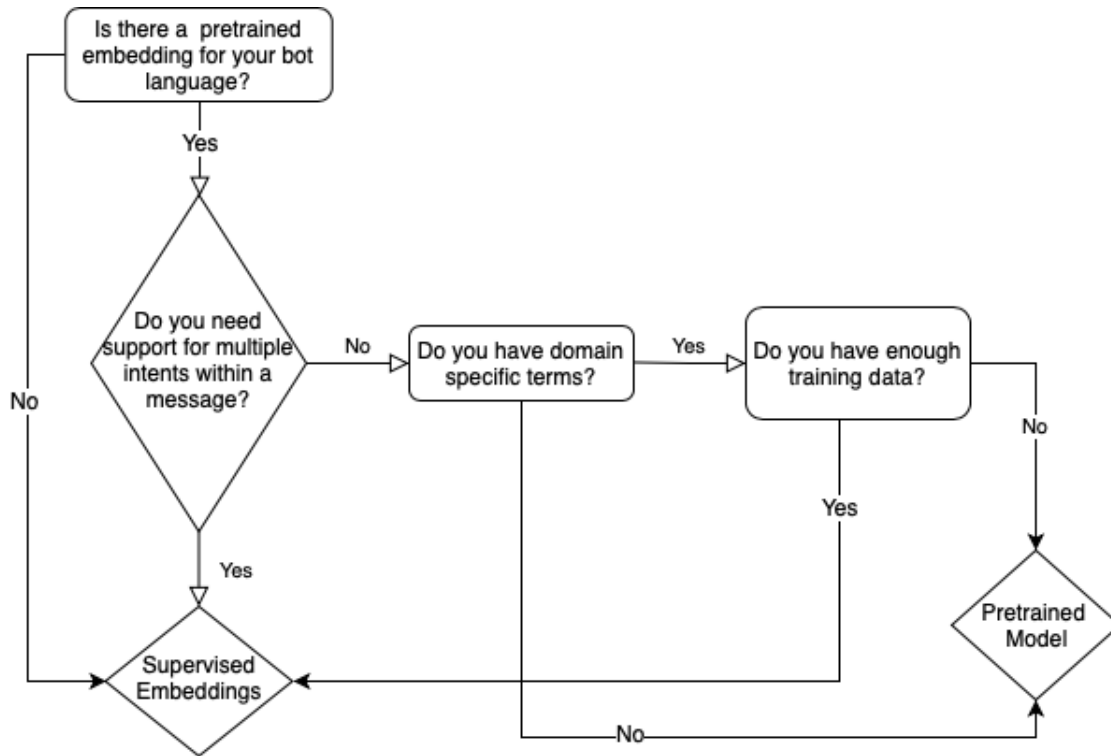 Is there a pretrained
embedding for your bot
language?
Yes
No
Do you need
support for multiple
intents within a
message?
No
Do you have domain
specific terms?
Yes
Do you have enough
training data?
No
Yes
Yes
Supervised
Embeddings
Pretrained
Model
No